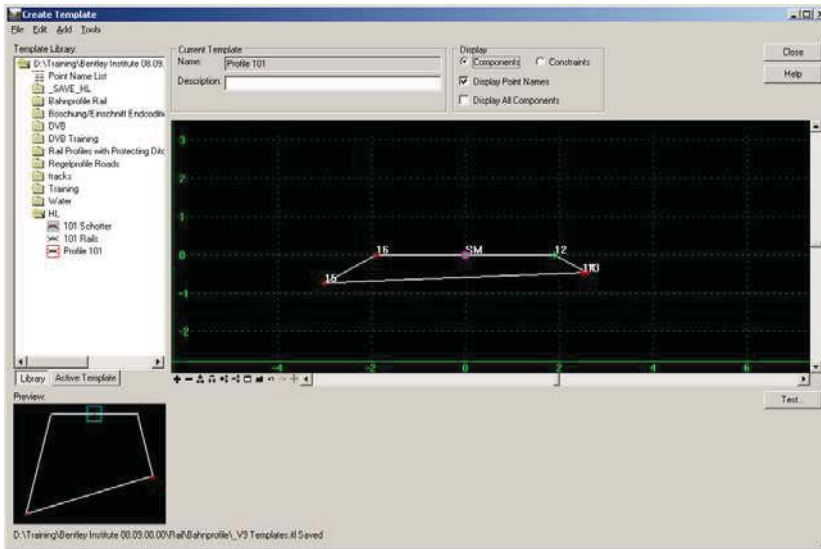 Create Template
File Edit Add Tools
Template Library:
D:\Training\Bentley Institute 08.09.
Point Name List
_SAVE_HL
Bahnprofile Rail
Böschung/Einschnitt Endconditi
DVB
DVB Training
Rail Profiles with Protecting Ditc
Regelprofile Roads
tracks
Training
Water
HL
101 Schotter
101 Rails
Profile 101
Library Active Template
Current Template
Name: Profile 101
Description:
Display
Components Constraints
Display Point Names
Display All Components
Close
Help
3
2
1
0
-1
-2
16 SM 12
15
-4 -2 0 2 4 6
Test...
Preview:
D:\Training\Bentley Institute 08.09.00.00\Rail\Bahnprofile\_V9 Templates.itl Saved